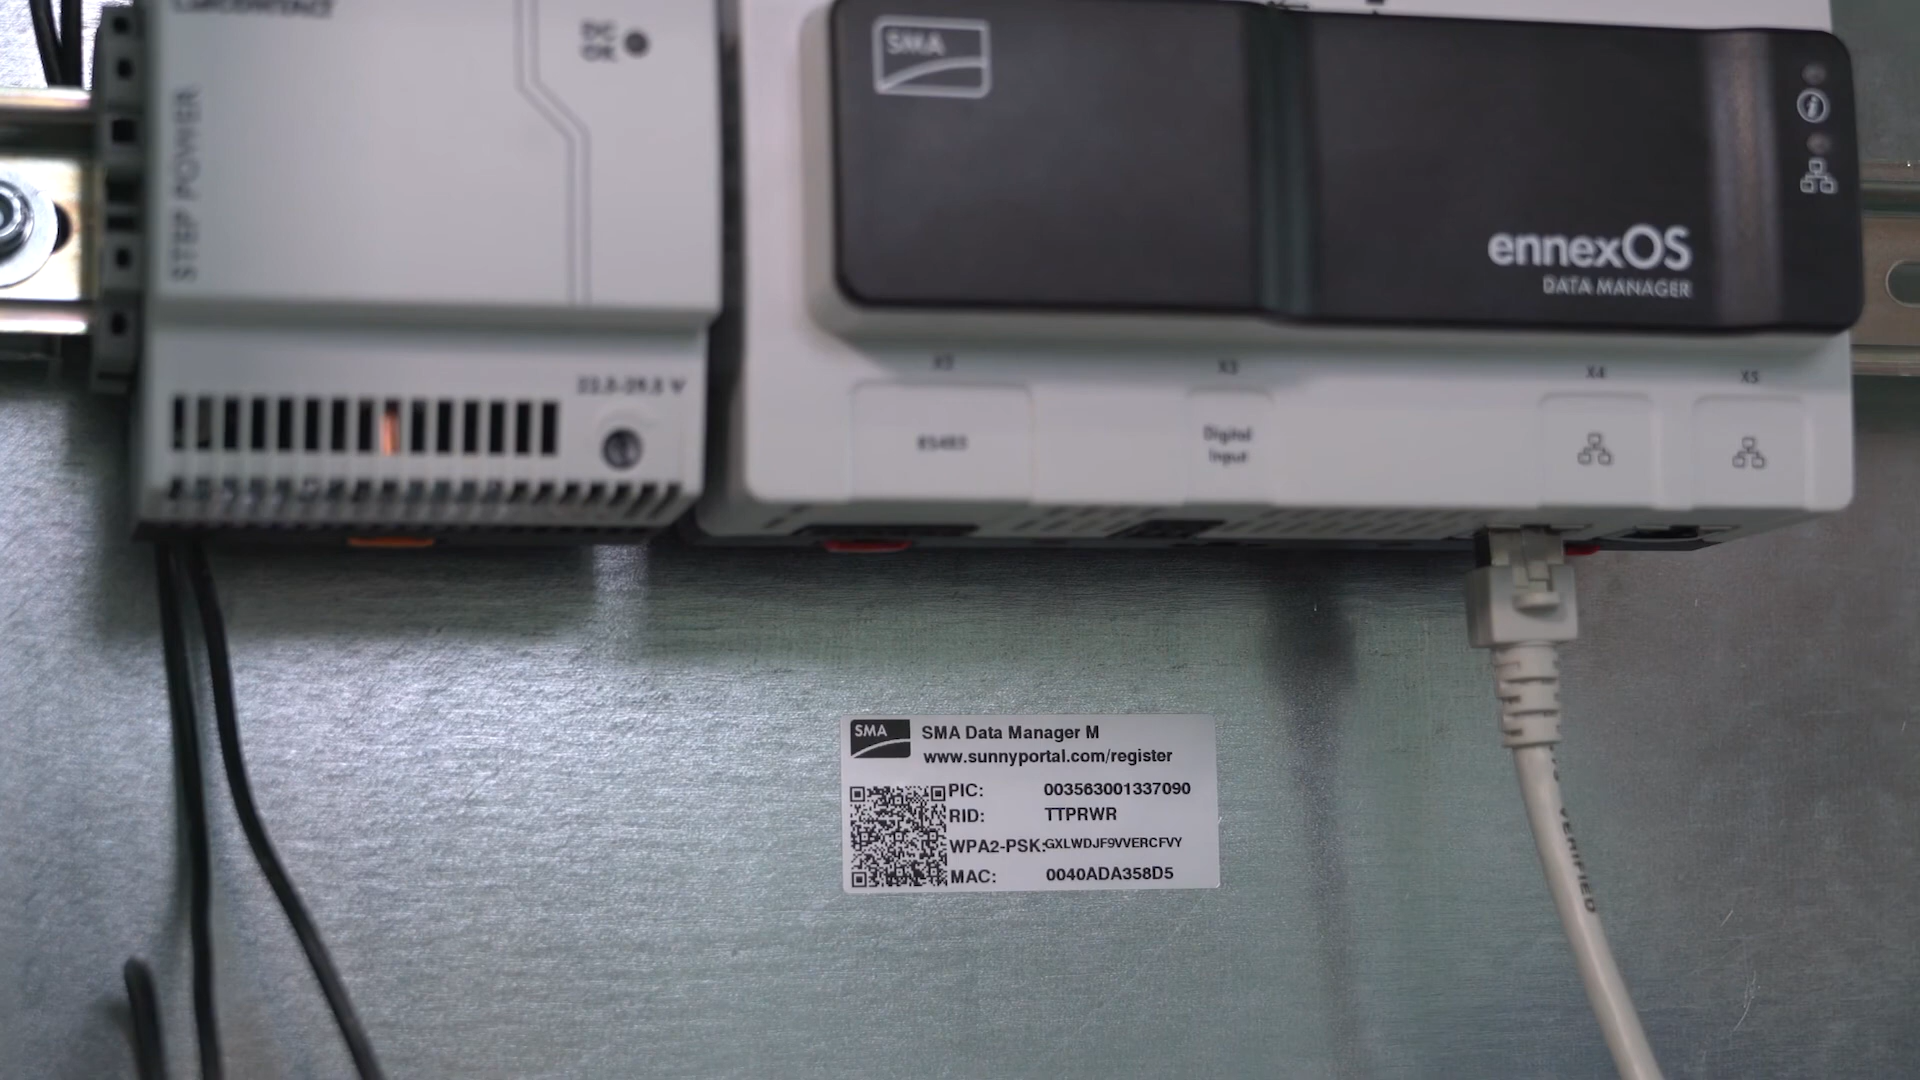 STEP POWER
DC
OK
22,5-29,5 V
SMA
ennexOS
DATA MANAGER
X2
X3
X4
X5
RS485
Digital
Input
SMA
SMA Data Manager M
www.sunnyportal.com/register
PIC: 003563001337090
RID: TTPRWR
WPA2-PSK:GXLWDJF9VVERCFVY
MAC: 0040ADA358D5
VERIFIED